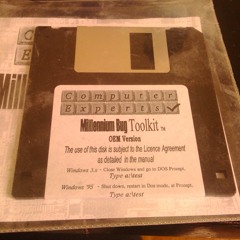 Computer
Experts
Millennium Bug Toolkit TM
OEM Version
The use of this disk is subject to the Licence Agreement
as detailed in the manual
Windows 3.x - Close Windows and go to DOS Prompt,
Type a:\test
Windows '95 - Shut down, restart in Dos mode, at Prompt,
Type a:\test